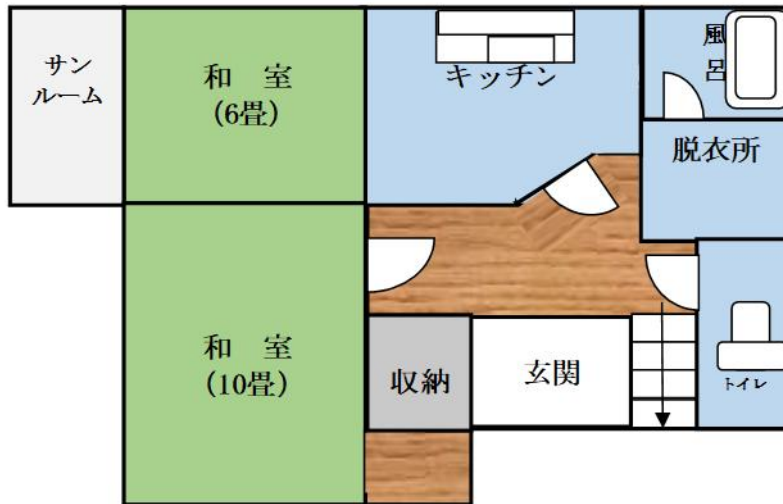 サン
ルーム
和　室
（6畳）
キッチン
風
呂
脱衣所
和　室
（10畳）
収納
玄関
トイレ